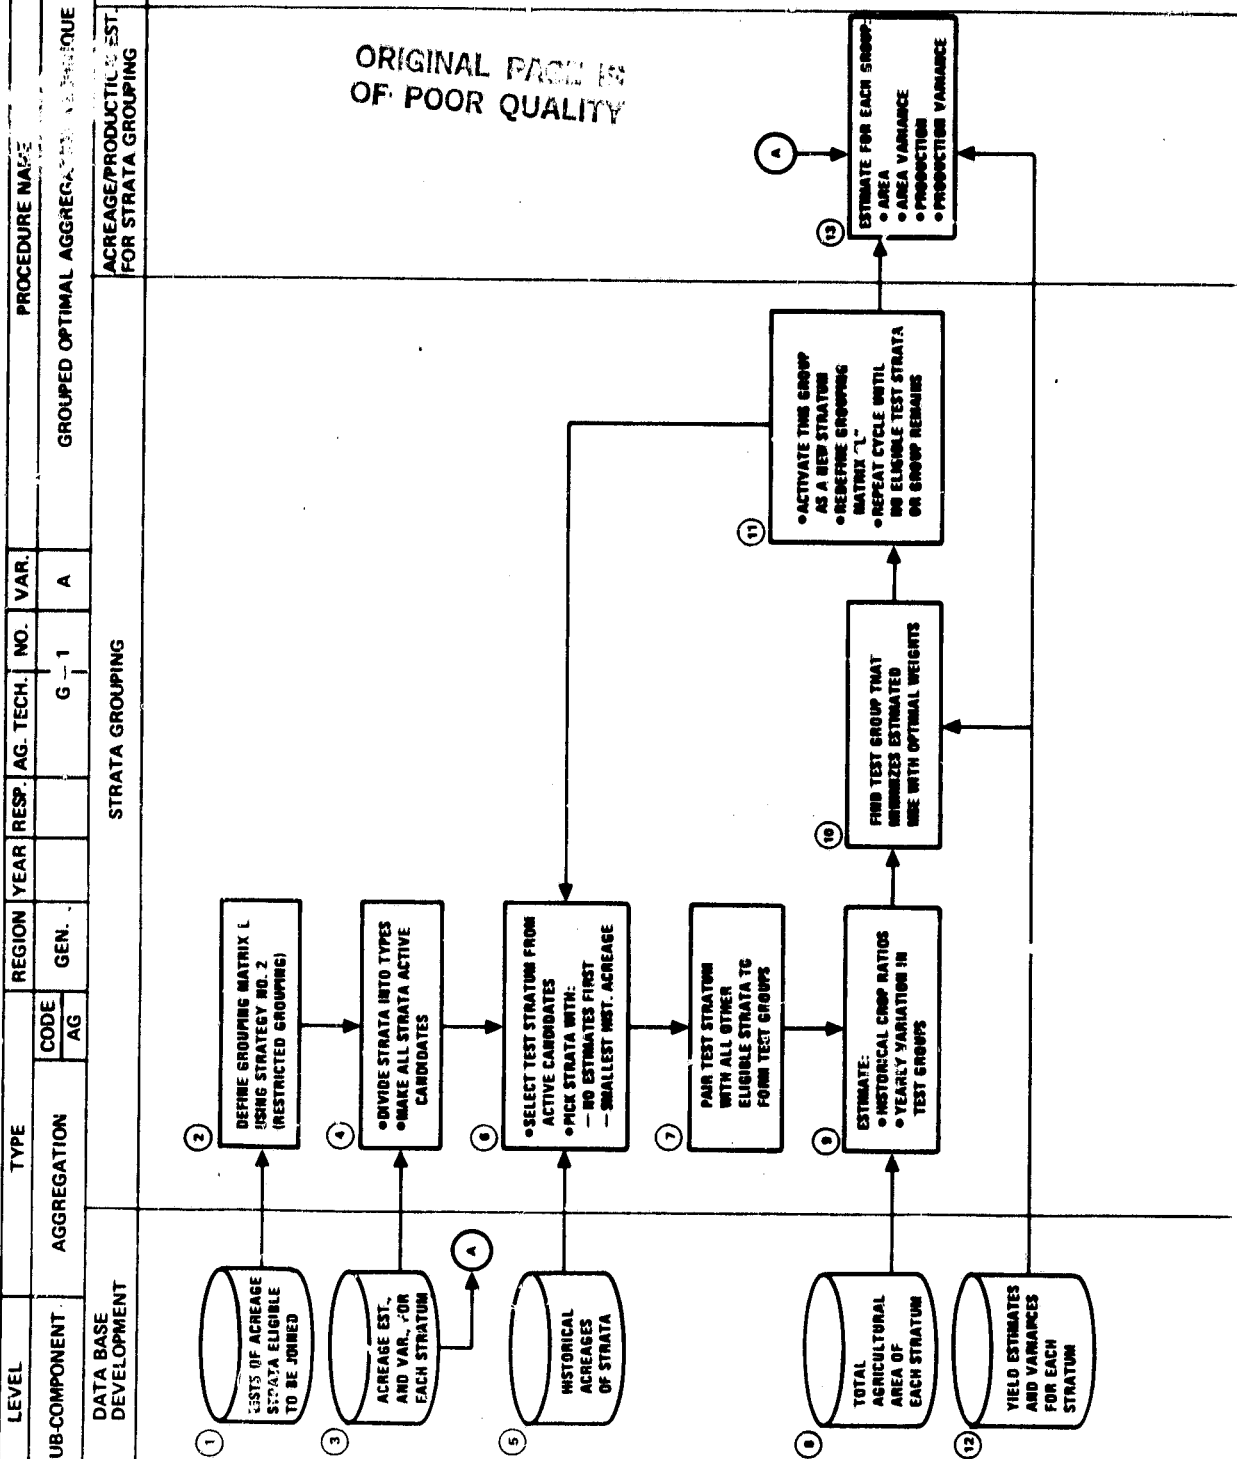 LEVEL
TYPE
REGION
YEAR
RESP.
AG. TECH.
NO.
VAR.
PROCEDURE NAME
UB-COMPONENT
AGGREGATION
CODE
AG
GEN.
G — 1
A
GROUPED OPTIMAL
DATA BASE
DEVELOPMENT
STRATA GROUPING
ACREAGE/PRODUCTION EST.
FOR STRATA GROUPING
ORIGINAL PAGE IS
OF POOR QUALITY
1
LISTS OF ACREAGE
STRATA ELIGIBLE
TO BE JOINED
2
DEFINE GROUPING MATRIX L
USING STRATEGY NO. 2
(RESTRICTED GROUPING)
3
ACREAGE EST.,
AND VAR., FOR
EACH STRATUM
A
4
•DIVIDE STRATA INTO TYPES
•MAKE ALL STRATA ACTIVE
CANDIDATES
5
HISTORICAL
ACREAGES
OF STRATA
6
•SELECT TEST STRATUM FROM
ACTIVE CANDIDATES
•PICK STRATA WITH:
— NO ESTIMATES FIRST
— SMALLEST HIST. ACREAGE
7
PAIR TEST STRATUM
WITH ALL OTHER
ELIGIBLE STRATA TO
FORM TEST GROUPS
8
TOTAL
AGRICULTURAL
AREA OF
EACH STRATUM
9
ESTIMATE:
•HISTORICAL CROP RATIOS
•YEARLY VARIATION IN
TEST GROUPS
10
FIND TEST GROUP THAT
MINIMIZES ESTIMATED
MSE WITH OPTIMAL WEIGHTS
11
•ACTIVATE THIS GROUP
AS A NEW STRATUM
•REDEFINE GROUPING
MATRIX "L"
•REPEAT CYCLE UNTIL
NO ELIGIBLE TEST STRATA
OR GROUP REMAINS
12
YIELD ESTIMATES
AND VARIANCES
FOR EACH
STRATUM
13
ESTIMATE FOR EACH GROUP:
•AREA
•AREA VARIANCE
•PRODUCTION
•PRODUCTION VARIANCE
A